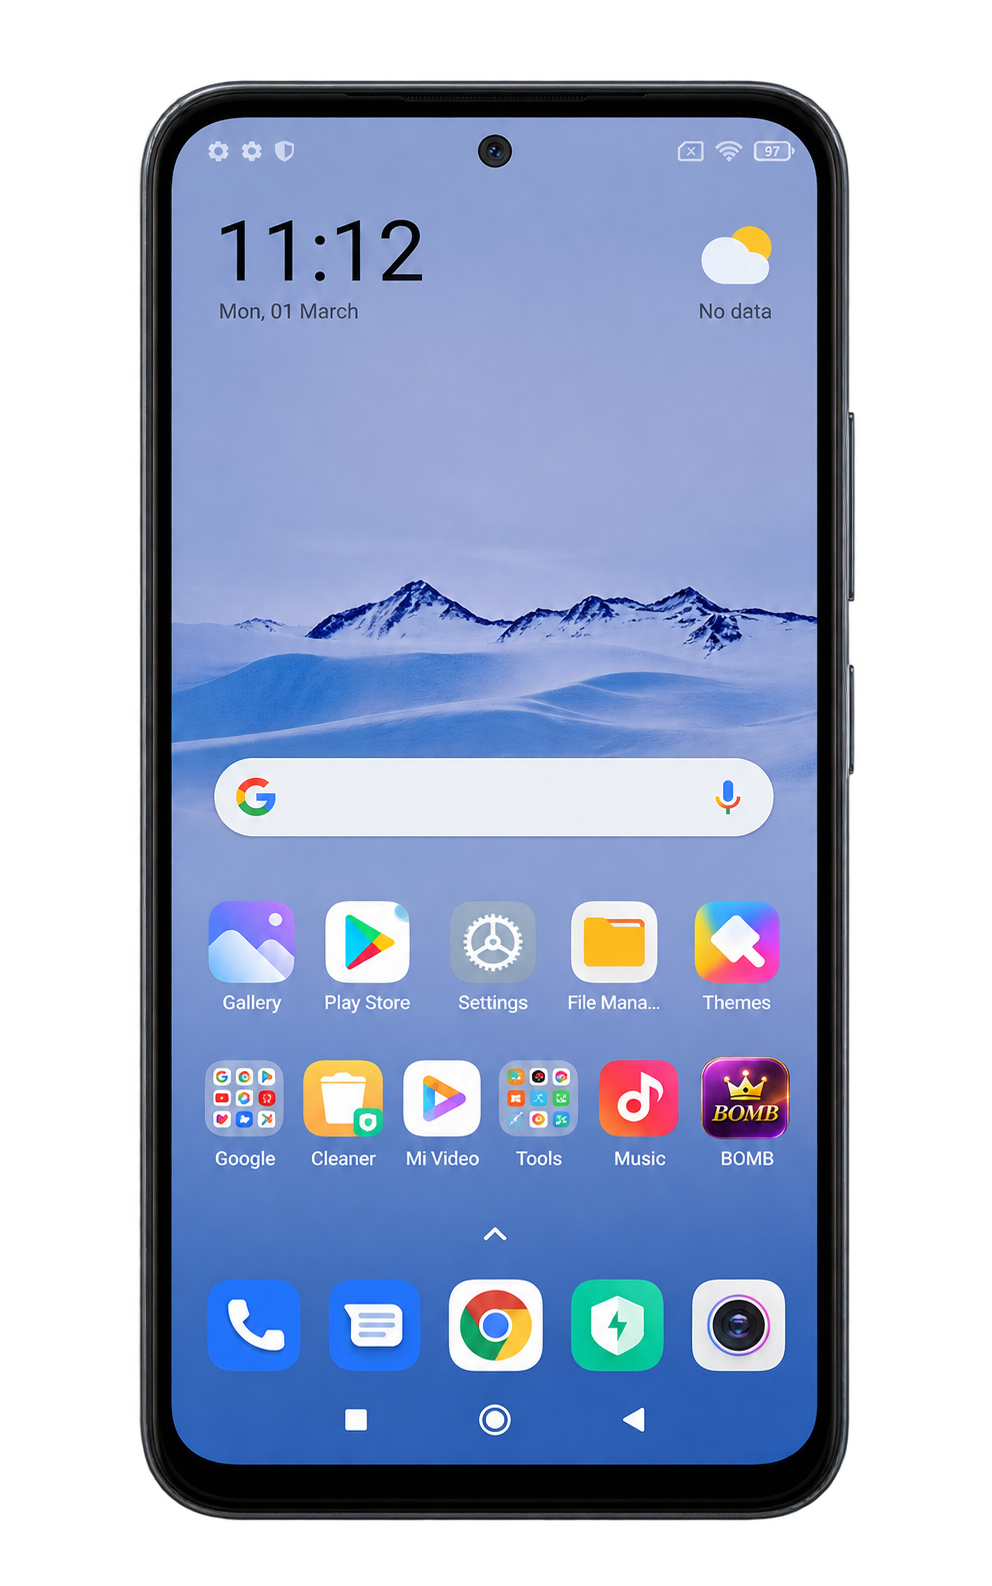 97
11:12
Mon, 01 March
No data
Gallery
Play Store
Settings
File Mana...
Themes
BOMB
Google
Cleaner
Mi Video
Tools
Music
BOMB